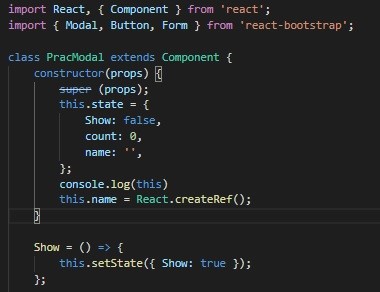 import React, { Component } from 'react';
import { Modal, Button, Form } from 'react-bootstrap';
class PracModal extends Component {
constructor(props) {
super (props);
this.state = {
Show: false,
count: 0,
name: '',
};
console.log(this)
this.name = React.createRef();
}
Show = () => {
this.setState({ Show: true });
};